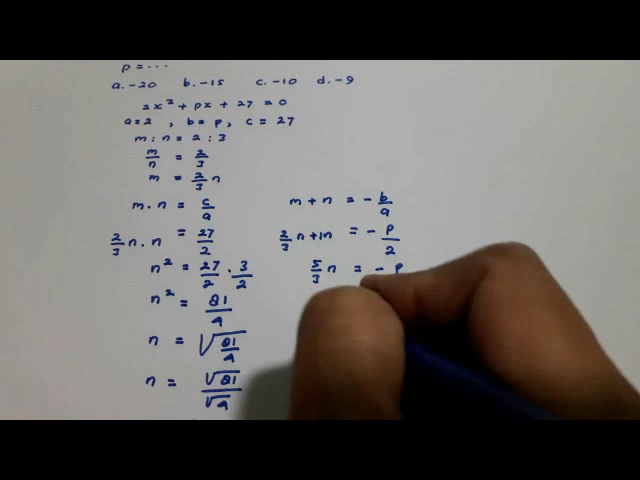 p = ...
a. -20 b. -15 c. -10 d. -9
2x² + px + 27 = 0
a = 2 , b = p , c = 27
m : n = 2 : 3
m/n = 2/3
m = 2/3 n
m . n = c/a
2/3 n . n = 27/2
n² = 27/2 . 3/2
n² = 81/4
n = √(81/4)
n = √81/√4
m + n = - b/a
2/3 n + 1n = - p/2
5/3 n = - p